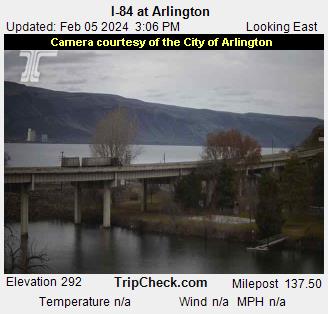 I-84 at Arlington
Updated: Feb 05 2024 3:06 PM Looking East
Camera courtesy of the City of Arlington
Elevation 292 TripCheck.com Milepost 137.50
Temperature n/a Wind n/a MPH n/a